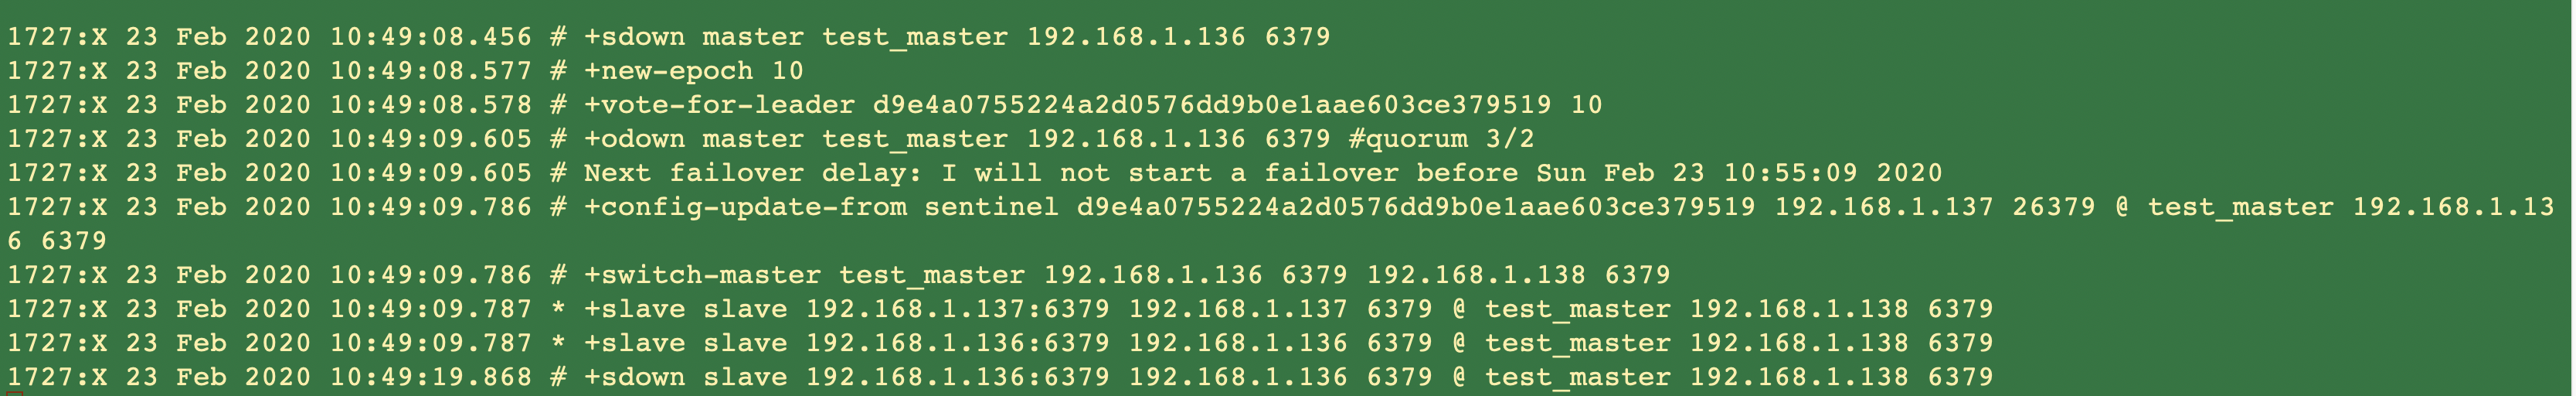 1727:X 23 Feb 2020 10:49:08.456 # +sdown master test_master 192.168.1.136 6379
1727:X 23 Feb 2020 10:49:08.577 # +new-epoch 10
1727:X 23 Feb 2020 10:49:08.578 # +vote-for-leader d9e4a0755224a2d0576dd9b0e1aae603ce379519 10
1727:X 23 Feb 2020 10:49:09.605 # +odown master test_master 192.168.1.136 6379 #quorum 3/2
1727:X 23 Feb 2020 10:49:09.605 # Next failover delay: I will not start a failover before Sun Feb 23 10:55:09 2020
1727:X 23 Feb 2020 10:49:09.786 # +config-update-from sentinel d9e4a0755224a2d0576dd9b0e1aae603ce379519 192.168.1.137 26379 @ test_master 192.168.1.13
6 6379
1727:X 23 Feb 2020 10:49:09.786 # +switch-master test_master 192.168.1.136 6379 192.168.1.138 6379
1727:X 23 Feb 2020 10:49:09.787 * +slave slave 192.168.1.137:6379 192.168.1.137 6379 @ test_master 192.168.1.138 6379
1727:X 23 Feb 2020 10:49:09.787 * +slave slave 192.168.1.136:6379 192.168.1.136 6379 @ test_master 192.168.1.138 6379
1727:X 23 Feb 2020 10:49:19.868 # +sdown slave 192.168.1.136:6379 192.168.1.136 6379 @ test_master 192.168.1.138 6379